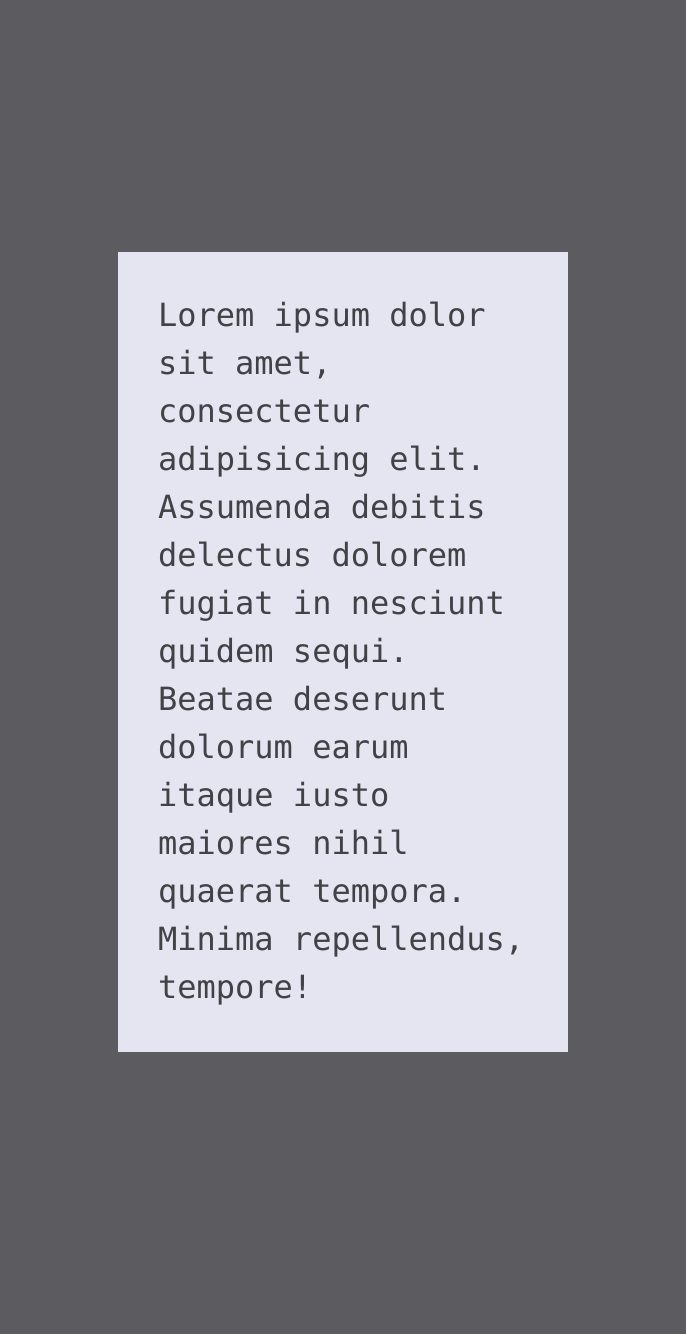 Lorem ipsum dolor
sit amet,
consectetur
adipisicing elit.
Assumenda debitis
delectus dolorem
fugiat in nesciunt
quidem sequi.
Beatae deserunt
dolorum earum
itaque iusto
maiores nihil
quaerat tempora.
Minima repellendus,
tempore!